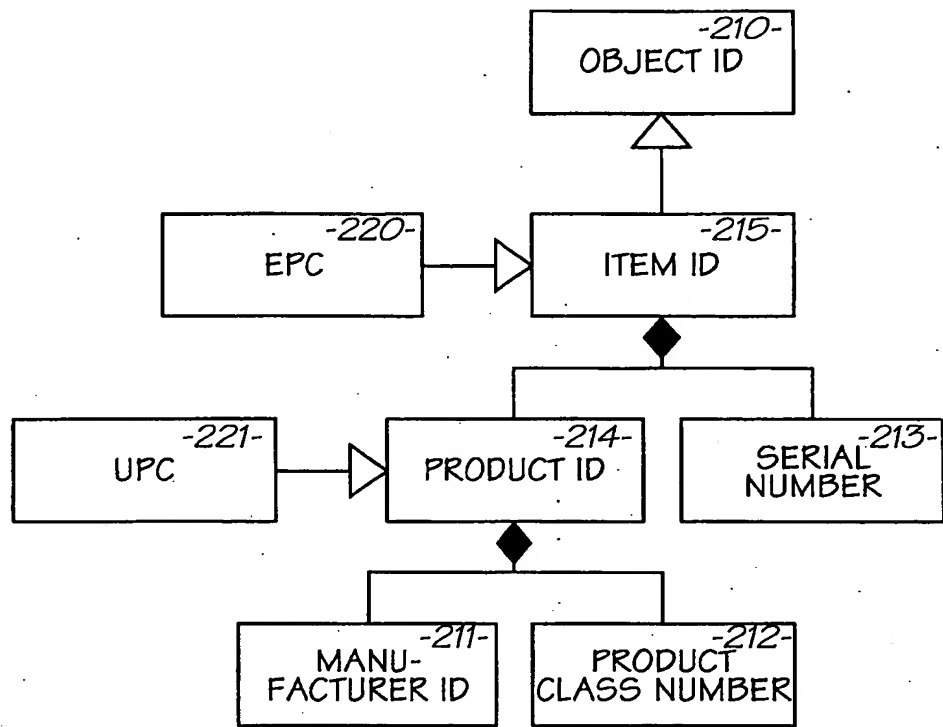 -210-
OBJECT ID
-220-
EPC
-215-
ITEM ID
-221-
UPC
-214-
PRODUCT ID
-213-
SERIAL
NUMBER
-211-
MANU-
FACTURER ID
-212-
PRODUCT
CLASS NUMBER